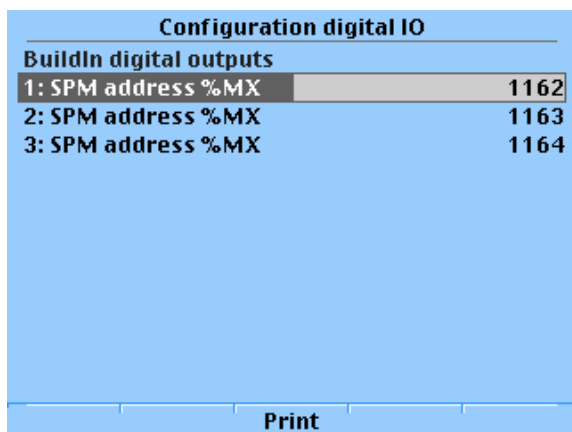 Configuration digital IO
BuildIn digital outputs
1: SPM address %MX 1162
2: SPM address %MX 1163
3: SPM address %MX 1164
Print